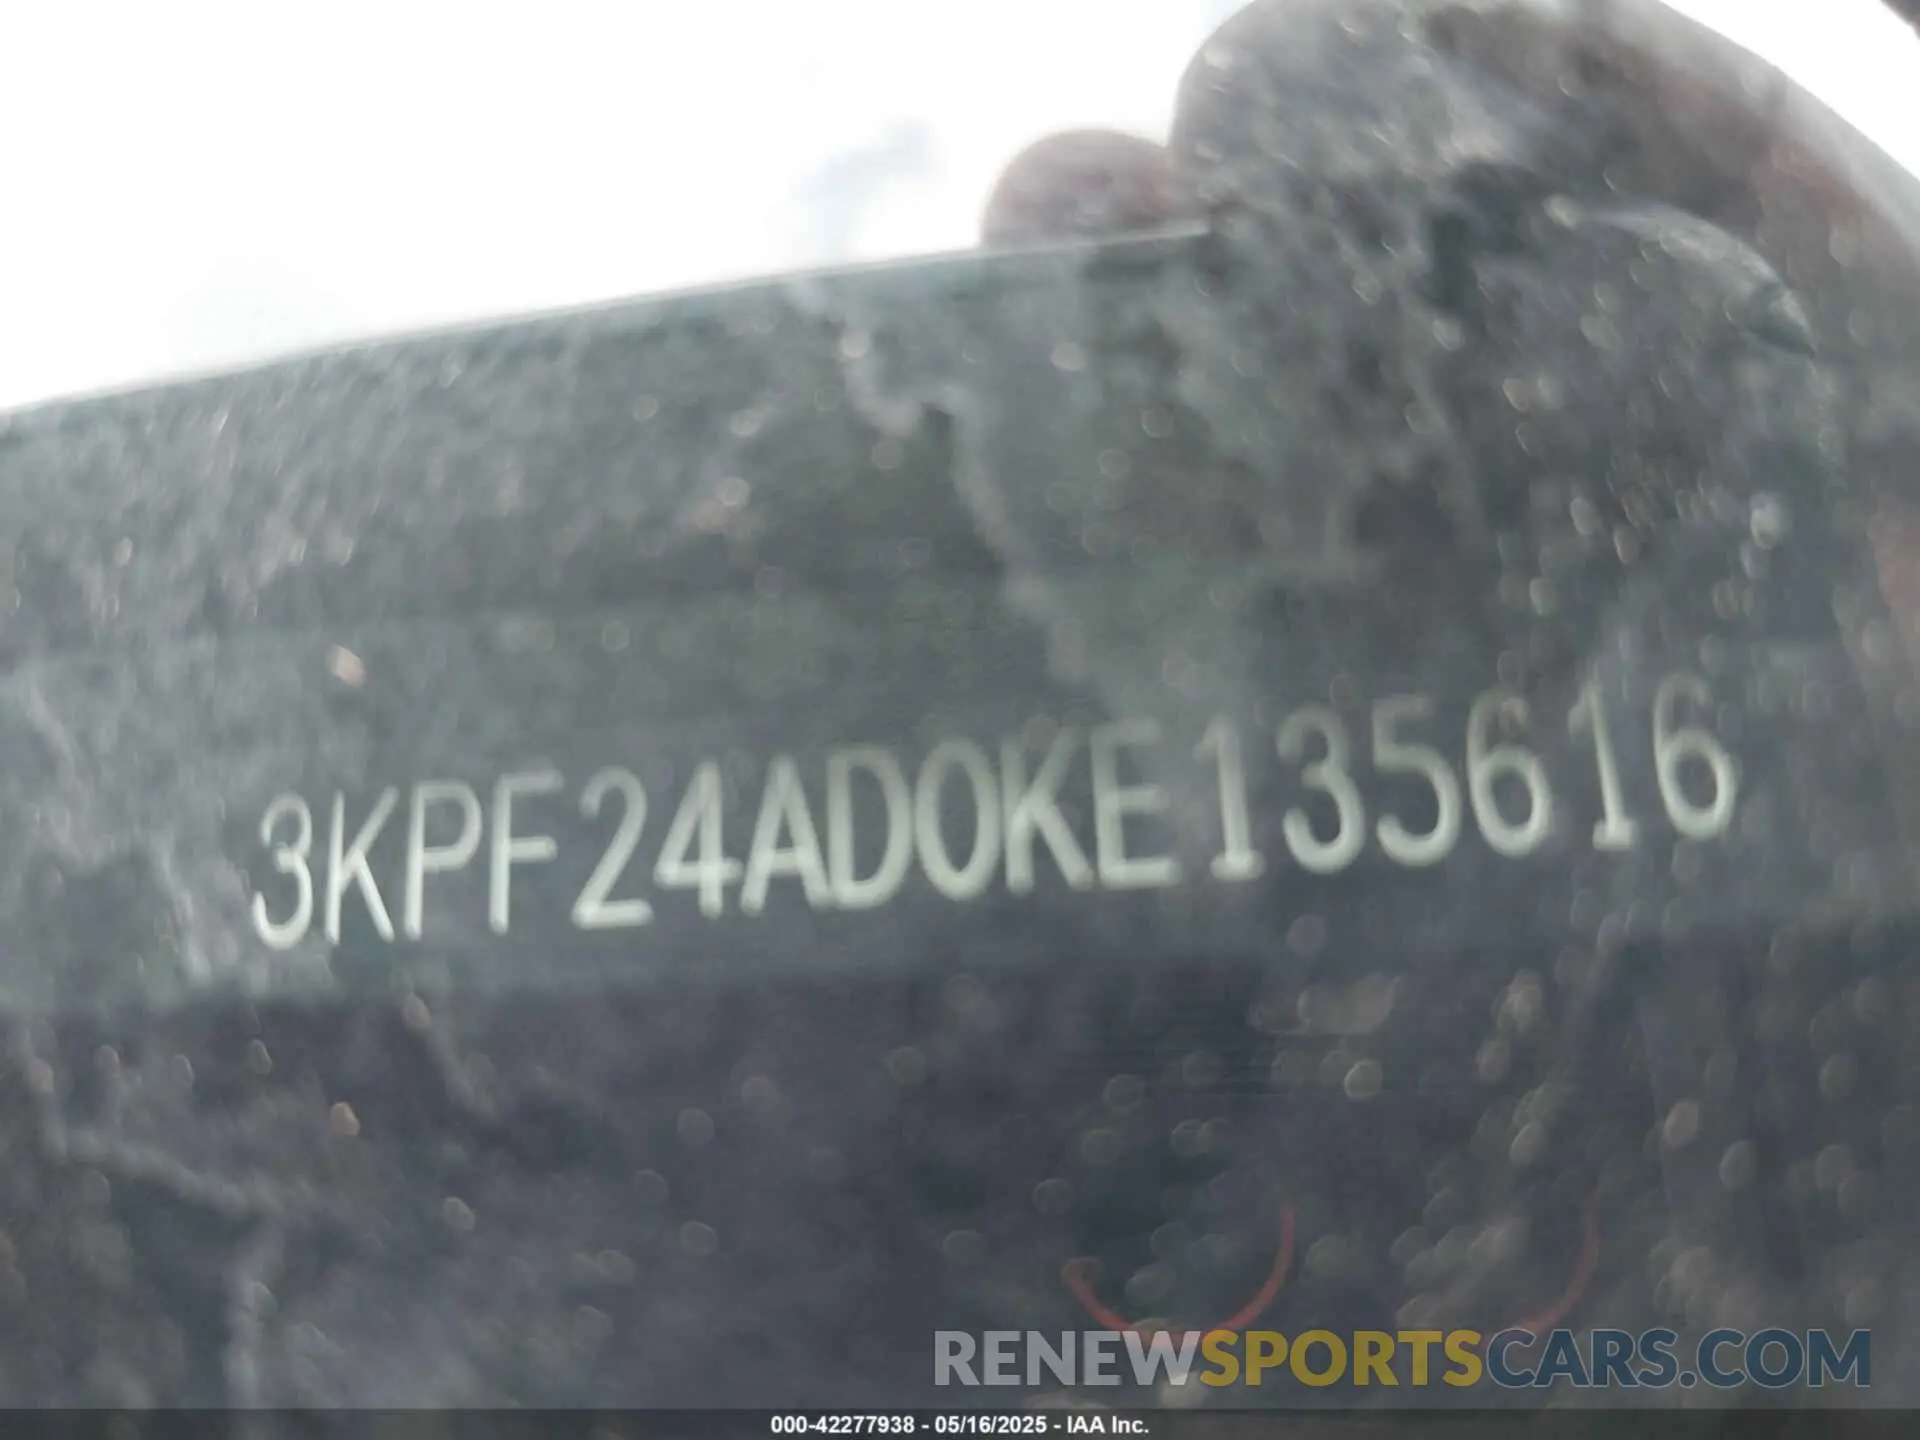 3KPF24AD0KE135616
RENEWSPORTSCARS.COM
000-42277938 - 05/16/2025 - IAA Inc.